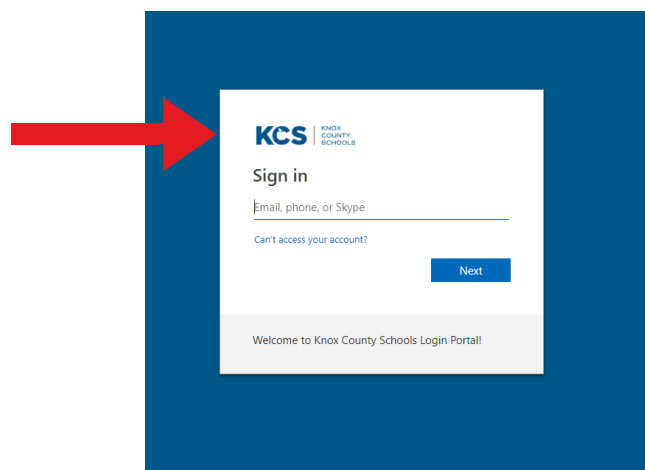 KCS
KNOX
COUNTY
SCHOOLS
Sign in
Email, phone, or Skype
Can't access your account?
Next
Welcome to Knox County Schools Login Portal!